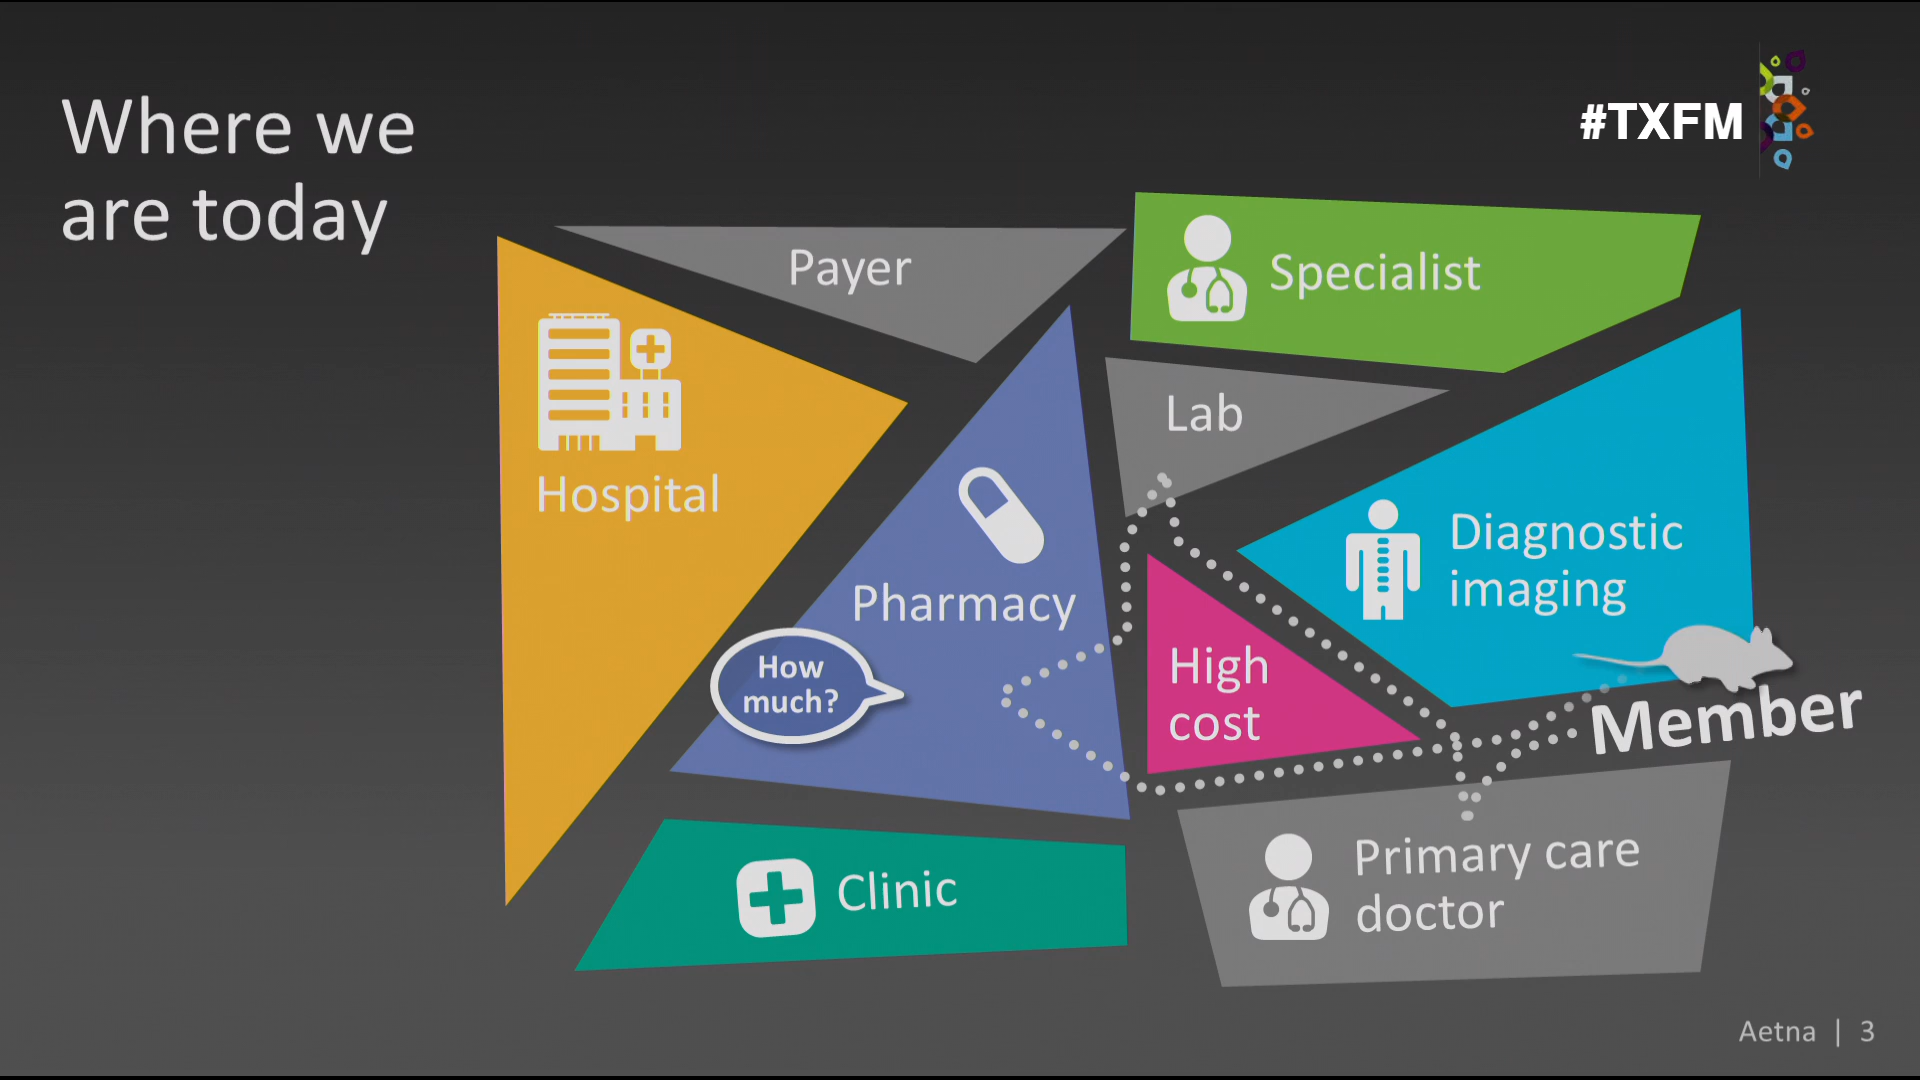 Where we
are today
#TXFM
Payer
Specialist
Hospital
Lab
Pharmacy
Diagnostic
imaging
How
much?
High
cost
Member
Clinic
Primary care
doctor
Aetna | 3